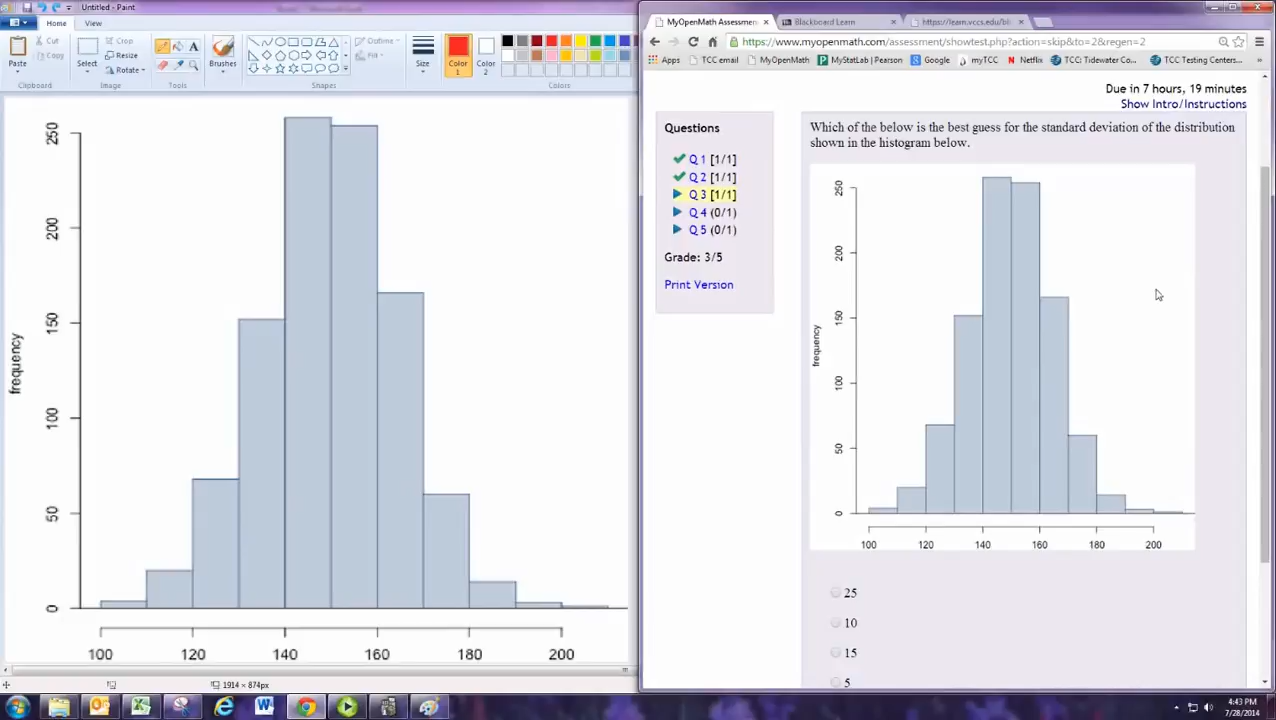 Untitled - Paint
Home View
Paste
Cut
Copy
Clipboard
Select
Crop
Resize
Rotate
Image
A
Tools
Brushes
Outline
Fill
Shapes
Size
Color
1
Color
2
Colors
250
200
150
100
50
0
frequency
100 120 140 160 180 200
1914 × 874px
MyOpenMath Assessmen
Blackboard Learn
https://learn.vccs.edu/bl
https://www.myopenmath.com/assessment/showtest.php?action=skip&to=2&regen=2
Apps TCC email MyOpenMath MyStatLab | Pearson Google myTCC Netflix TCC: Tidewater Co... TCC Testing Centers...
Due in 7 hours, 19 minutes
Show Intro/Instructions
Questions
Q 1 [1/1]
Q 2 [1/1]
Q 3 [1/1]
Q 4 (0/1)
Q 5 (0/1)
Grade: 3/5
Print Version
Which of the below is the best guess for the standard deviation of the distribution
shown in the histogram below.
250
200
150
100
50
0
frequency
100 120 140 160 180 200
25
10
15
5
4:43 PM
7/28/2014